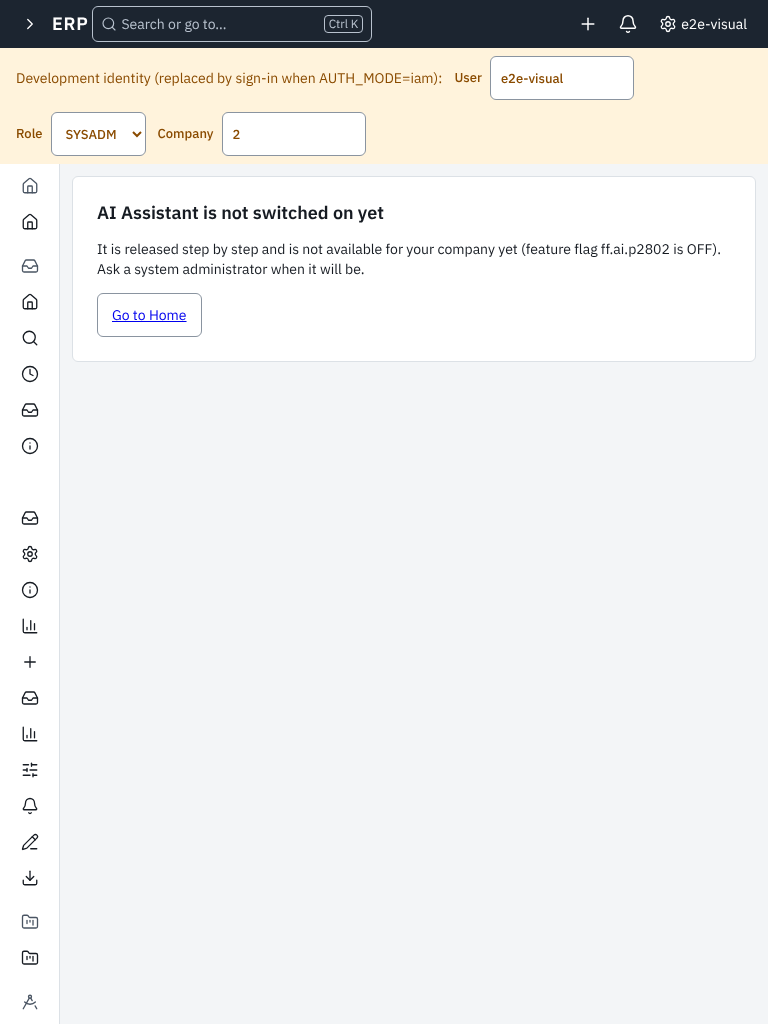 ERP
Search or go to...
Ctrl K
e2e-visual
Development identity (replaced by sign-in when AUTH_MODE=iam):
User
e2e-visual
Role
SYSADM
Company
2
AI Assistant is not switched on yet
It is released step by step and is not available for your company yet (feature flag ff.ai.p2802 is OFF).
Ask a system administrator when it will be.
Go to Home